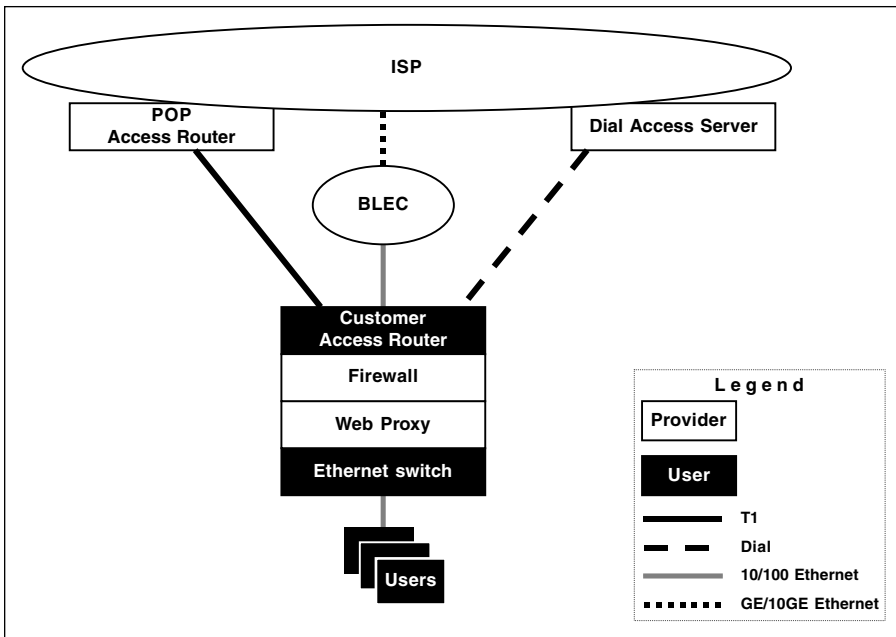 ISP
POP
Access Router
Dial Access Server
BLEC
Customer
Access Router
Firewall
Web Proxy
Ethernet switch
Users
Legend
Provider
User
T1
Dial
10/100 Ethernet
GE/10GE Ethernet